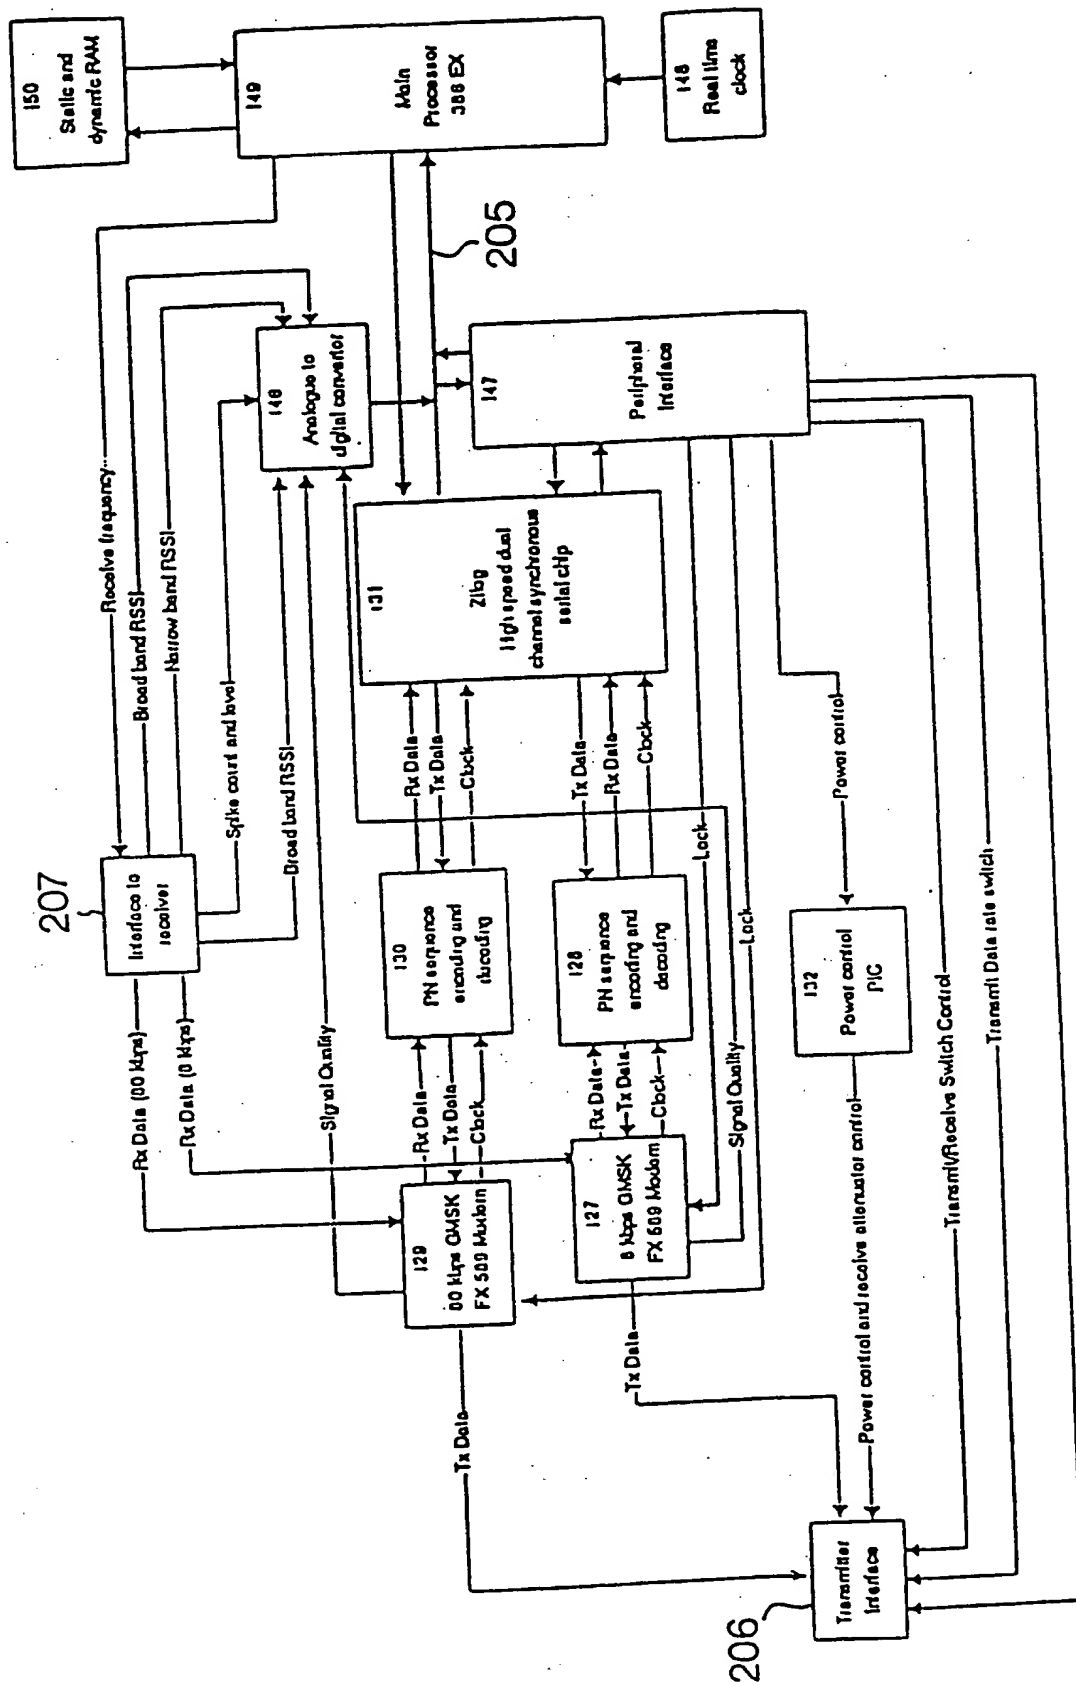 150
Static and
dynamic RAM
149
Main
Processor
386 EX
148
Real time
clock
205
207
Interface to
receiver
Receive frequency
Broad band RSSI
Narrow band RSSI
Spike count and level
Broad band RSSI
Signal Quality
Rx Data
Rx Data
Analogue to
digital convertor
147
Peripheral
Interface
131
Zilog
High speed dual
channel synchronous
serial chip
Rx Data
Tx Data
Clock
Tx Data
Rx Data
Clock
130
PN sequence
encoding and
decoding
128
PN sequence
encoding and
decoding
Rx Data
Tx Data
Clock
Rx Data
Tx Data
Clock
129
kbps GMSK
Modem
127
8 kbps GMSK
Modem
Lock
Signal Quality
Lock
Power control
132
Power control
PIC
Tx Data
Tx Data
Power control and receive attenuator control
Transmit/Receive Switch Control
Transmit Data rate switch
206
Transmitter
Interface